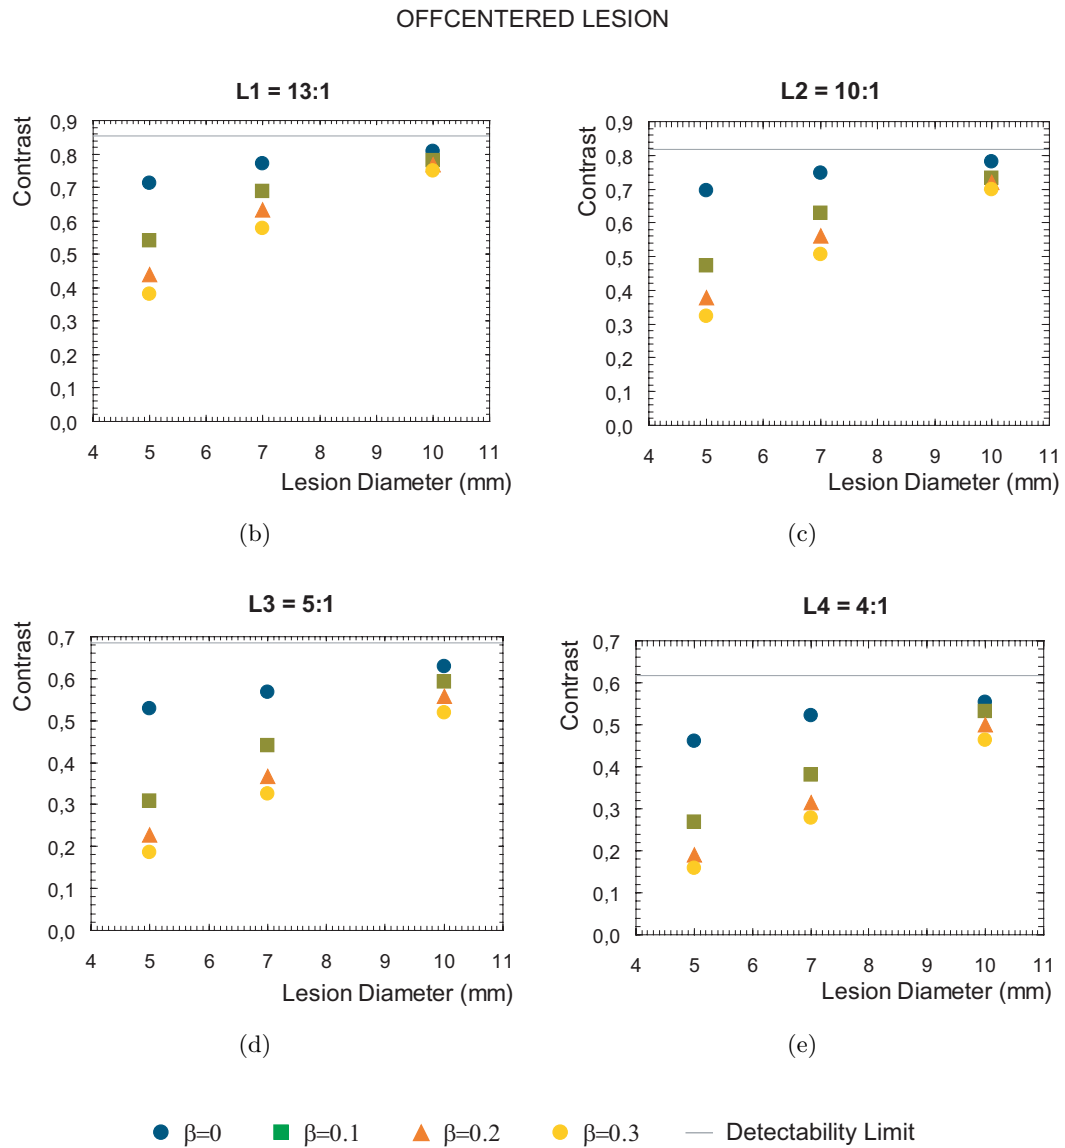 OFFCENTERED LESION
L1 = 13:1
Contrast
0,9
0,8
0,7
0,6
0,5
0,4
0,3
0,2
0,1
0,0
4 5 6 7 8 9 10 11
Lesion Diameter (mm)
(b)
L2 = 10:1
Contrast
0,9
0,8
0,7
0,6
0,5
0,4
0,3
0,2
0,1
0,0
4 5 6 7 8 9 10 11
Lesion Diameter (mm)
(c)
L3 = 5:1
Contrast
0,7
0,6
0,5
0,4
0,3
0,2
0,1
0,0
4 5 6 7 8 9 10 11
Lesion Diameter (mm)
(d)
L4 = 4:1
Contrast
0,7
0,6
0,5
0,4
0,3
0,2
0,1
0,0
4 5 6 7 8 9 10 11
Lesion Diameter (mm)
(e)
β=0 β=0.1 β=0.2 β=0.3 Detectability Limit